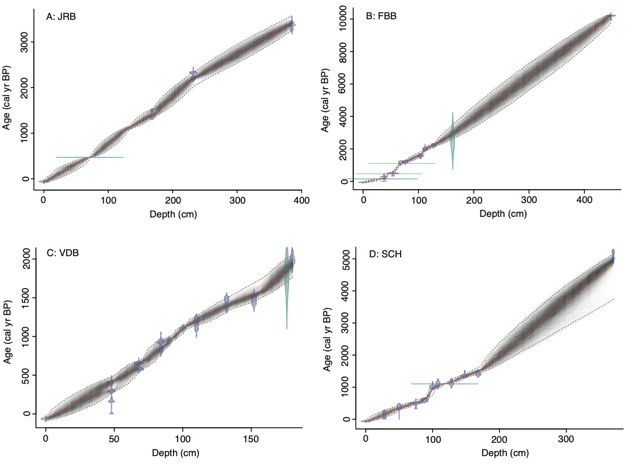 A: JRB
Age (cal yr BP)
0 1000 2000 3000
0 100 200 300 400
Depth (cm)
B: FBB
Age (cal yr BP)
0 2000 4000 6000 8000 10000
0 100 200 300 400
Depth (cm)
C: VDB
Age (cal yr BP)
0 500 1000 1500 2000
0 50 100 150
Depth (cm)
D: SCH
Age (cal yr BP)
0 1000 2000 3000 4000 5000
0 100 200 300
Depth (cm)